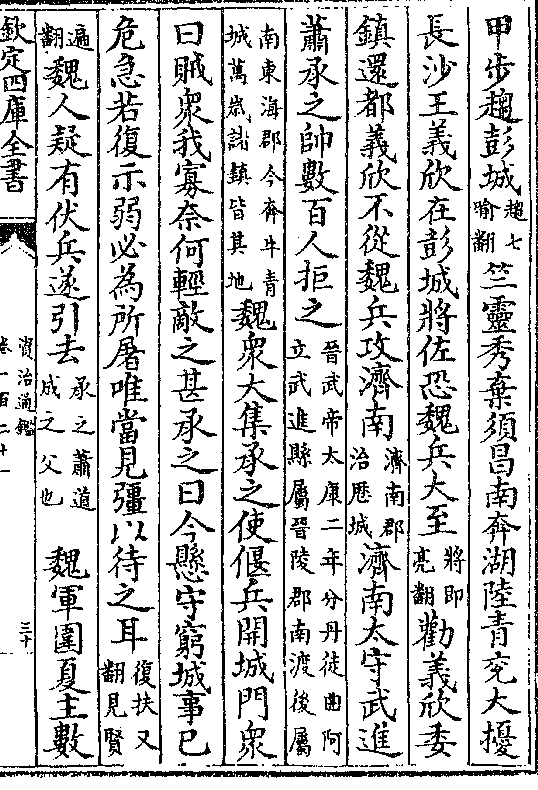 甲步趨彭城趨七喻翻竺靈秀棄須昌南奔湖陸青兖大擾
長沙王義欣在彭城將佐恐魏兵大至將即亮翻勸義欣委
鎮還都義欣不從魏兵攻濟南濟南郡治歴城濟南太守武進
蕭承之帥數百人拒之晉武帝太康二年分丹徒曲阿立武進縣屬晉陵郡南渡後屬
南東海郡今奔牛青城萬歳諸鎮皆其地魏衆大集承之使偃兵開城門衆
曰賊衆我寡奈何輕敵之甚承之曰今懸守窮城事已
危急若復示弱必為所屠唯當見彊以待之耳復扶又翻見賢
遍翻魏人疑有伏兵遂引去承之蕭道成之父也魏軍圍夏主數
欽定四庫全書
資治通鑑
卷一百二十一
三十